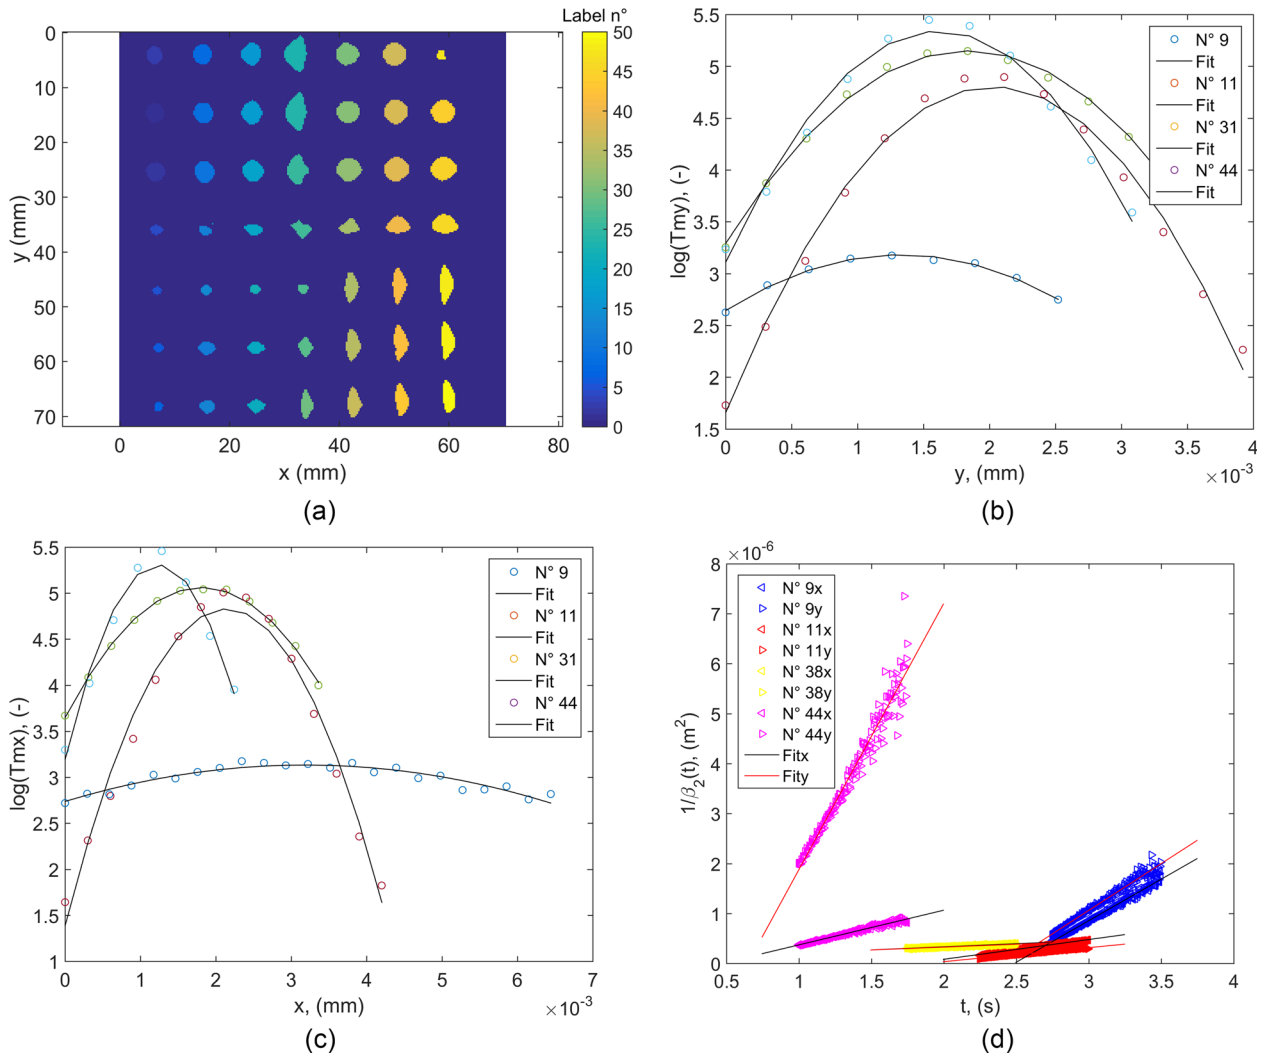 Label n°
0
10
20
30
40
50
60
70
y (mm)
0
20
40
60
80
x (mm)
50
45
40
35
30
25
20
15
10
5
0
(a)
5.5
5
4.5
4
3.5
3
2.5
2
1.5
log(Tmy), (-)
N° 9
Fit
N° 11
Fit
N° 31
Fit
N° 44
Fit
0 0.5 1 1.5 2 2.5 3 3.5 4
y, (mm)
×10⁻³
(b)
5.5
5
4.5
4
3.5
3
2.5
2
1.5
1
log(Tmx), (-)
N° 9
Fit
N° 11
Fit
N° 31
Fit
N° 44
Fit
0 1 2 3 4 5 6 7
x, (mm)
×10⁻³
(c)
×10⁻⁶
8
7
6
5
4
3
2
1
0
1/β₂(t), (m²)
N° 9x
N° 9y
N° 11x
N° 11y
N° 38x
N° 38y
N° 44x
N° 44y
Fitx
Fity
0.5 1 1.5 2 2.5 3 3.5 4
t, (s)
(d)